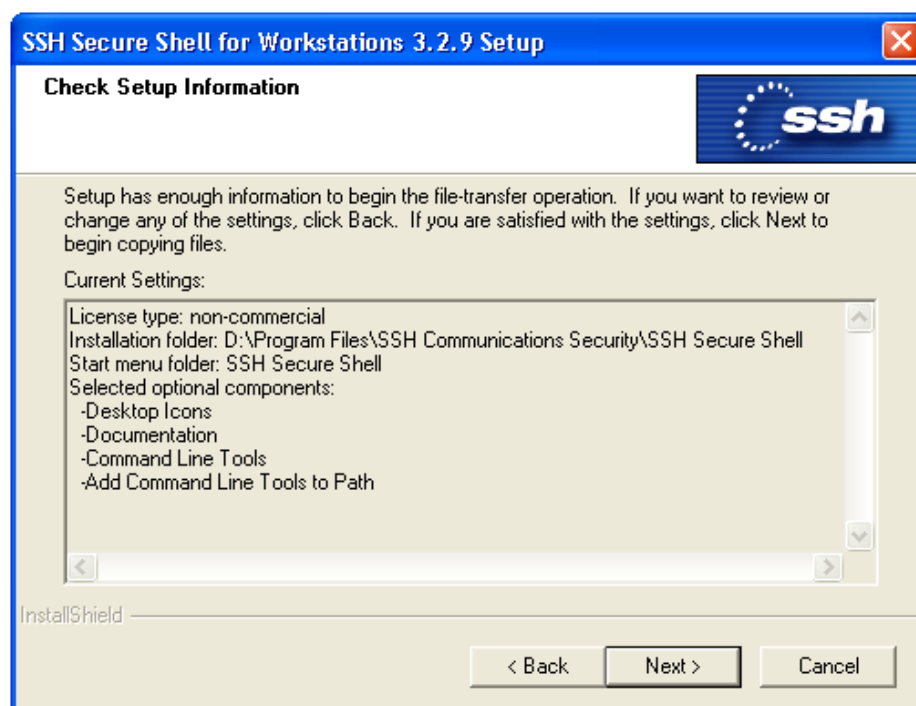 SSH Secure Shell for Workstations 3.2.9 Setup
Check Setup Information
ssh
Setup has enough information to begin the file-transfer operation. If you want to review or
change any of the settings, click Back. If you are satisfied with the settings, click Next to
begin copying files.
Current Settings:
License type: non-commercial
Installation folder: D:\Program Files\SSH Communications Security\SSH Secure Shell
Start menu folder: SSH Secure Shell
Selected optional components:
-Desktop Icons
-Documentation
-Command Line Tools
-Add Command Line Tools to Path
InstallShield
< Back
Next >
Cancel